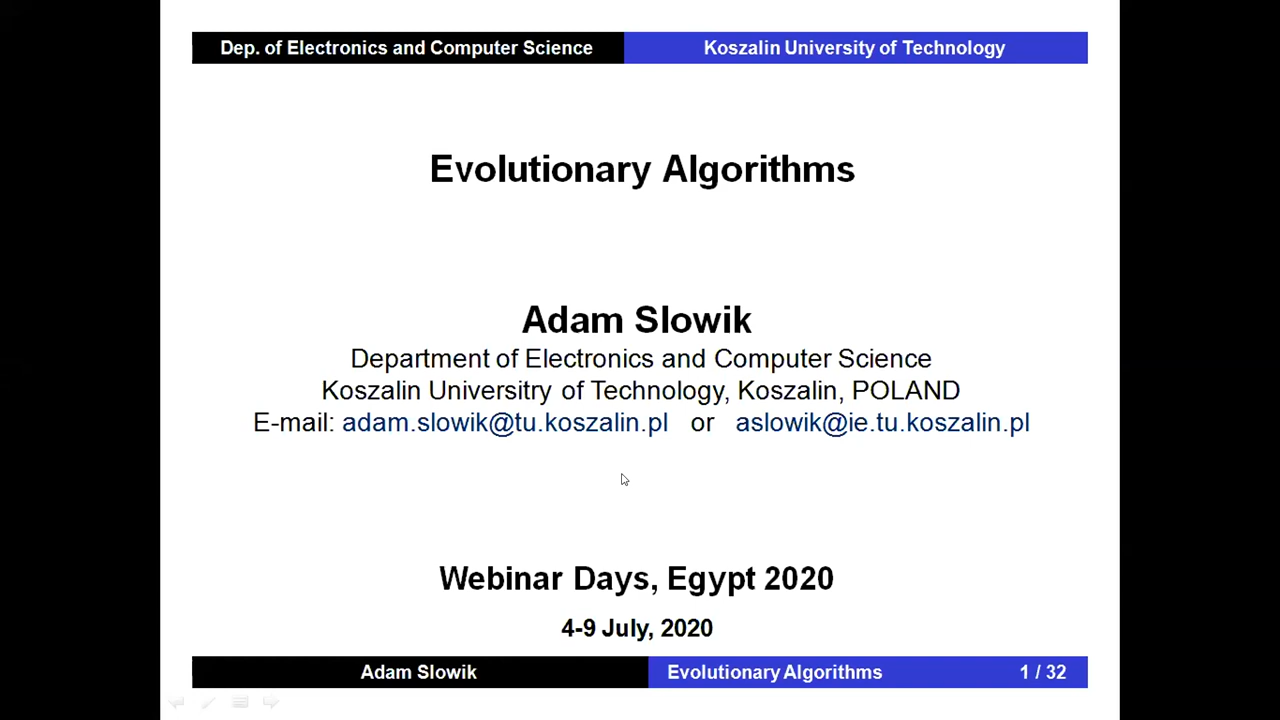 Dep. of Electronics and Computer Science Koszalin University of Technology
Evolutionary Algorithms
Adam Slowik
Department of Electronics and Computer Science
Koszalin Universitry of Technology, Koszalin, POLAND
E-mail: adam.slowik@tu.koszalin.pl or aslowik@ie.tu.koszalin.pl
Webinar Days, Egypt 2020
4-9 July, 2020
Adam Slowik Evolutionary Algorithms 1 / 32